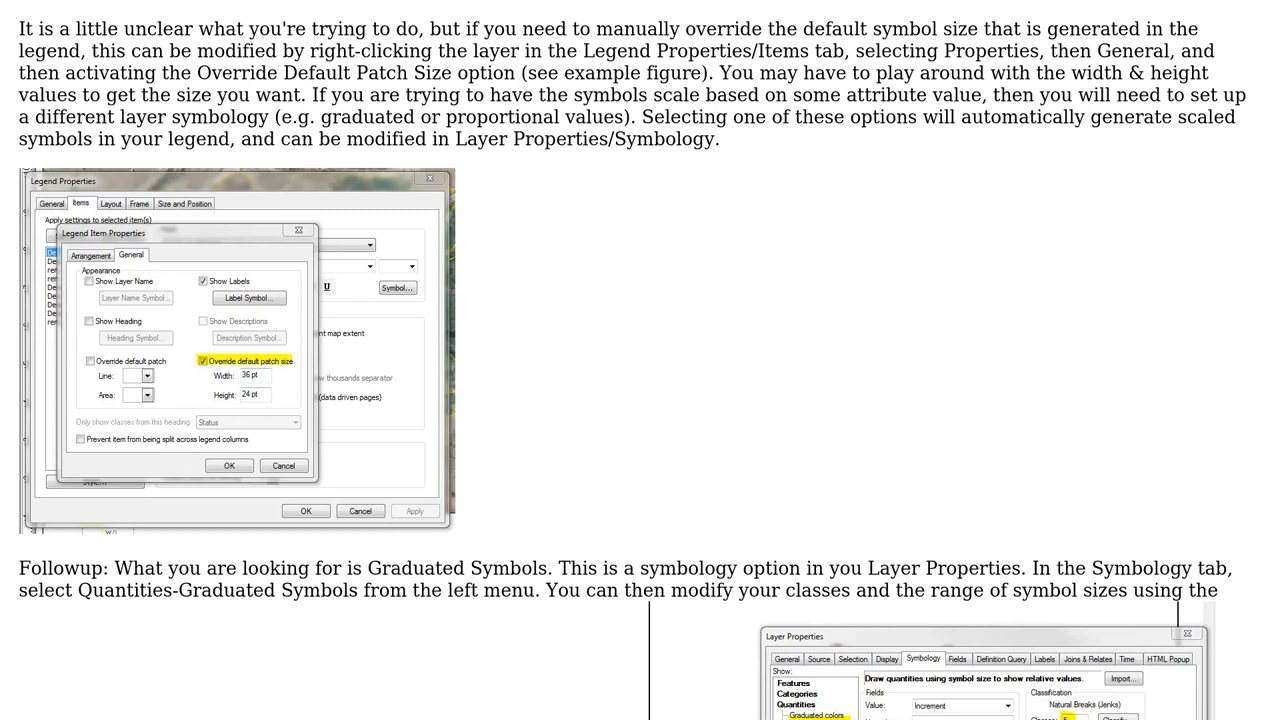 It is a little unclear what you're trying to do, but if you need to manually override the default symbol size that is generated in the
legend, this can be modified by right-clicking the layer in the Legend Properties/Items tab, selecting Properties, then General, and
then activating the Override Default Patch Size option (see example figure). You may have to play around with the width & height
values to get the size you want. If you are trying to have the symbols scale based on some attribute value, then you will need to set up
a different layer symbology (e.g. graduated or proportional values). Selecting one of these options will automatically generate scaled
symbols in your legend, and can be modified in Layer Properties/Symbology.
Legend Properties
General Items Layout Frame Size and Position
Apply settings to selected item(s)
Legend Item Properties
Arrangement General
Appearance
Show Layer Name Show Labels
Layer Name Symbol... Label Symbol...
U Symbol...
Show Heading Show Descriptions
Heading Symbol... Description Symbol...
nt map extent
Override default patch Override default patch size
Line: Width: 36 pt
thousands separator
Area: Height: 24 pt
(data driven pages)
Only show classes from this heading: Status
Prevent item from being split across legend columns
OK Cancel
OK Cancel Apply
Followup: What you are looking for is Graduated Symbols. This is a symbology option in you Layer Properties. In the Symbology tab,
select Quantities-Graduated Symbols from the left menu. You can then modify your classes and the range of symbol sizes using the
Layer Properties
General Source Selection Display Symbology Fields Definition Query Labels Joins & Relates Time HTML Popup
Show:
Features
Categories
Quantities
Graduated colors
Draw quantities using symbol size to show relative values. Import...
Fields Classification
Value: Increment Natural Breaks (Jenks)